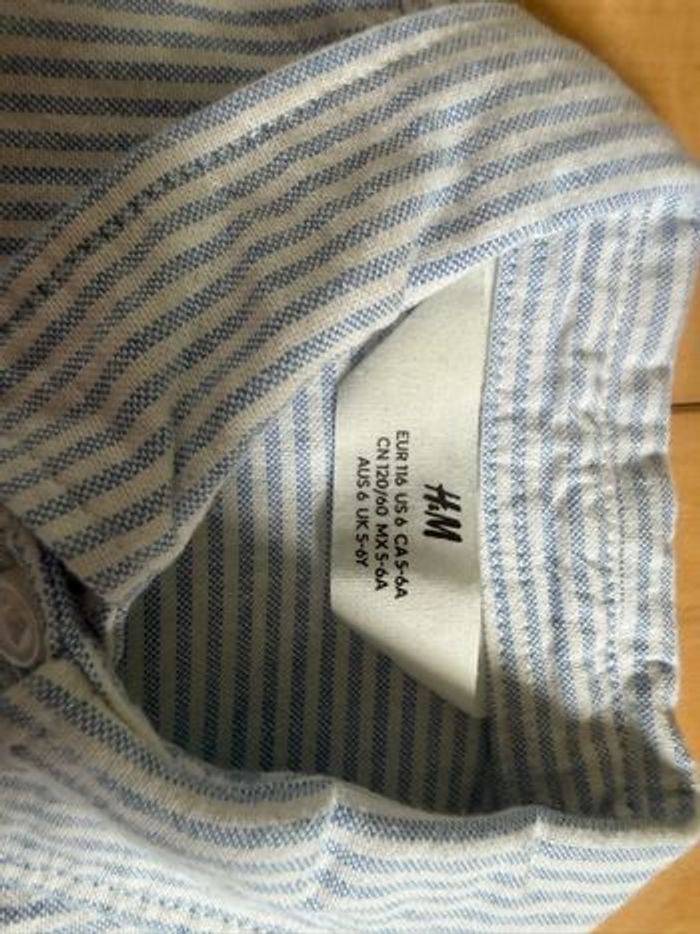 H&M
EUR 116 US 6 CA 5-6A
CN 120/60 MX 5-6A
AUS 6 UK 5-6Y